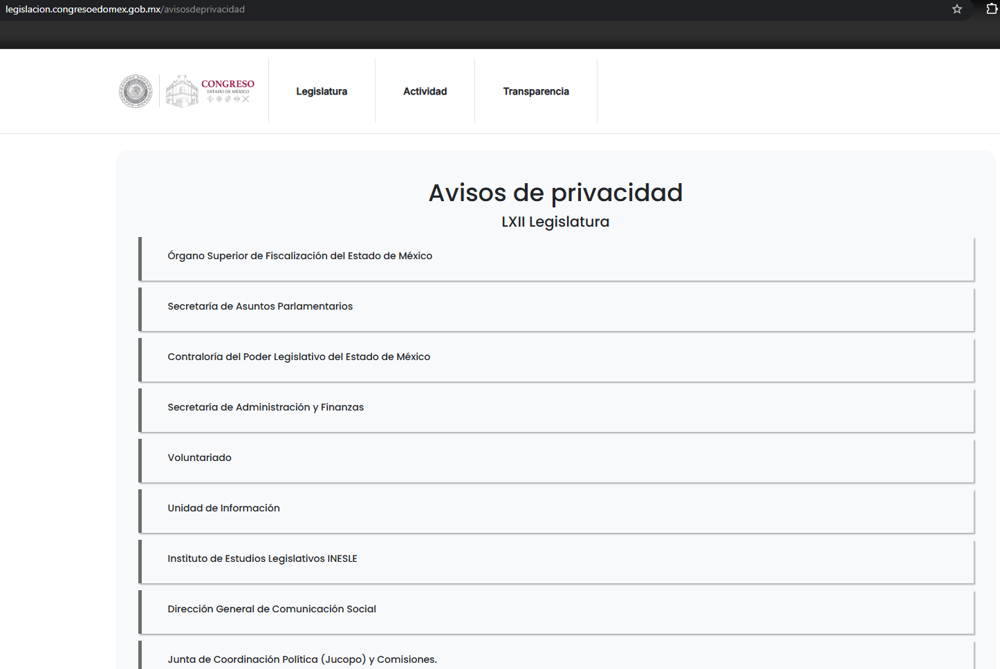 legislacion.congresoedomex.gob.mx/avisosdeprivacidad
CONGRESO
ESTADO DE MÉXICO
Legislatura
Actividad
Transparencia
Avisos de privacidad
LXII Legislatura
Órgano Superior de Fiscalización del Estado de México
Secretaría de Asuntos Parlamentarios
Contraloría del Poder Legislativo del Estado de México
Secretaría de Administración y Finanzas
Voluntariado
Unidad de Información
Instituto de Estudios Legislativos INESLE
Dirección General de Comunicación Social
Junta de Coordinación Política (Jucopo) y Comisiones.